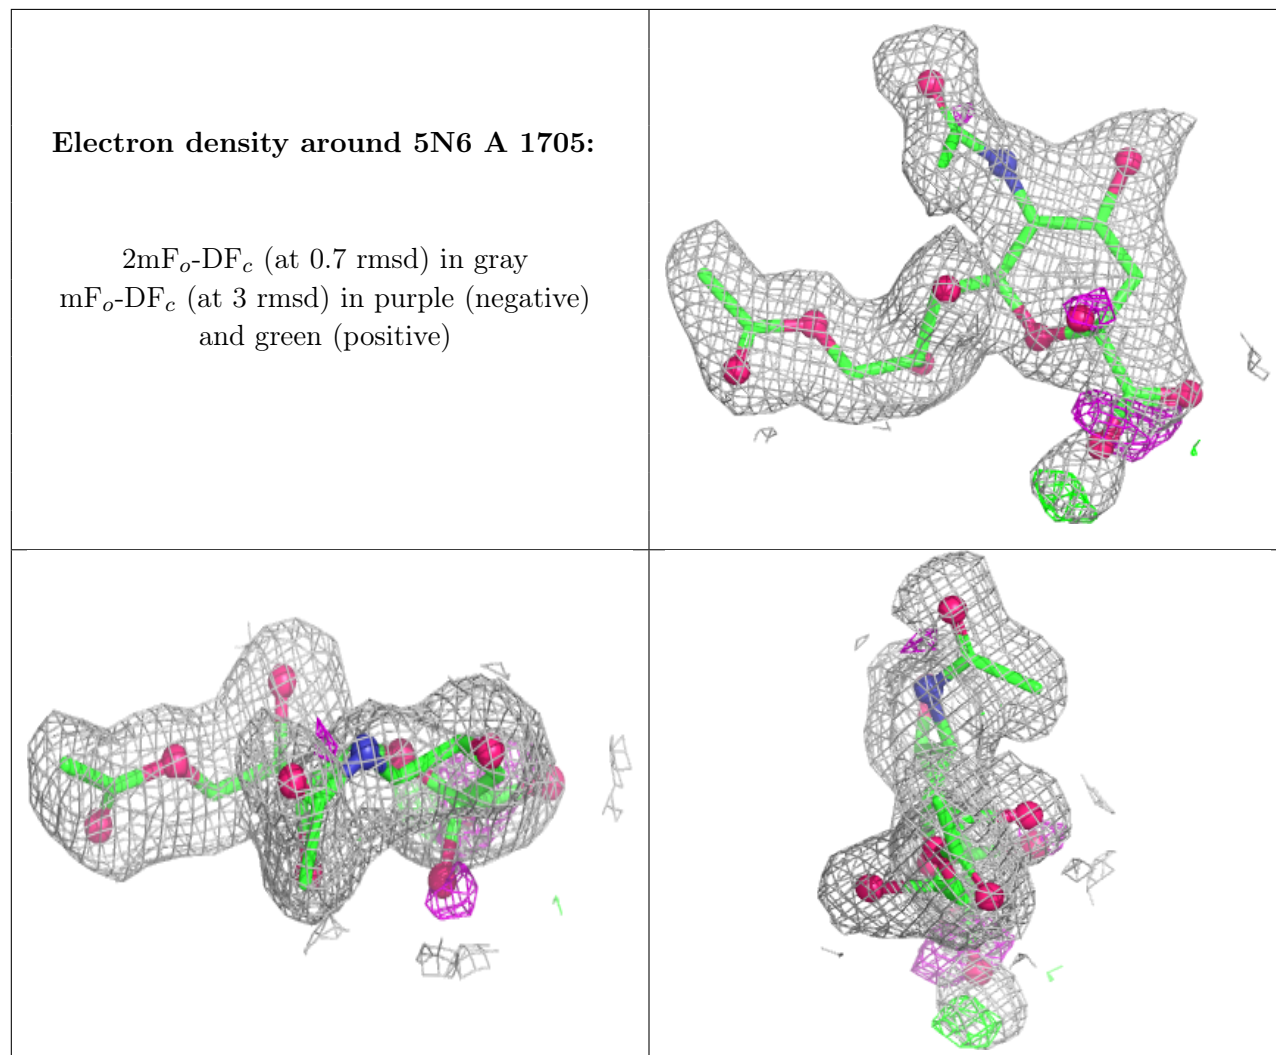 Electron density around 5N6 A 1705:
2mFo-DFc (at 0.7 rmsd) in gray
mFo-DFc (at 3 rmsd) in purple (negative)
and green (positive)